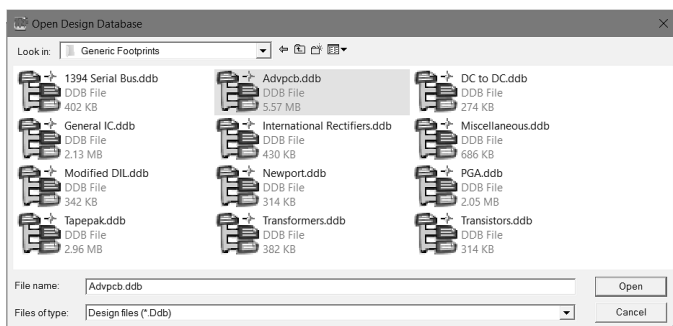 Open Design Database
Look in: Generic Footprints
1394 Serial Bus.ddb
DDB File
402 KB
Advpcb.ddb
DDB File
5.57 MB
DC to DC.ddb
DDB File
274 KB
General IC.ddb
DDB File
2.13 MB
International Rectifiers.ddb
DDB File
430 KB
Miscellaneous.ddb
DDB File
686 KB
Modified DIL.ddb
DDB File
342 KB
Newport.ddb
DDB File
314 KB
PGA.ddb
DDB File
2.05 MB
Tapepak.ddb
DDB File
2.96 MB
Transformers.ddb
DDB File
382 KB
Transistors.ddb
DDB File
314 KB
File name: Advpcb.ddb Open
Files of type: Design files (*.Ddb) Cancel